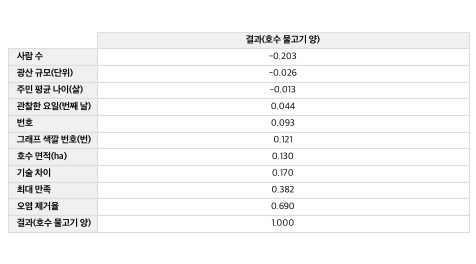 결과(호수 물고기 양)
사람 수 -0.203
광산 규모(단위) -0.026
주민 평균 나이(살) -0.013
관찰한 요일(번째 날) 0.044
번호 0.093
그래프 색깔 번호(번) 0.121
호수 면적(ha) 0.130
기술 차이 0.170
최대 만족 0.382
오염 제거율 0.690
결과(호수 물고기 양) 1.000